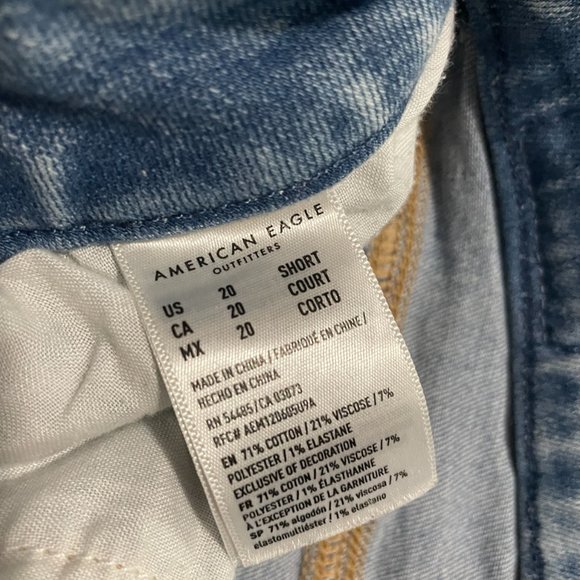 AMERICAN EAGLE
OUTFITTERS
US 20 SHORT
CA 20 COURT
MX 20 CORTO
MADE IN CHINA / FABRIQUÉ EN CHINE /
HECHO EN CHINA
RN 54485 / CA 03073
RFC# AEM120605U9A
EN 71% COTTON / 21% VISCOSE / 7%
POLYESTER / 1% ELASTANE
EXCLUSIVE OF DECORATION
FR 71% COTON / 21% VISCOSE / 7%
POLYESTER / 1% ÉLASTHANNE
À L'EXCEPTION DE LA GARNITURE
SP 71% algodón / 21% viscosa / 7%
elastomultiéster / 1% elastano